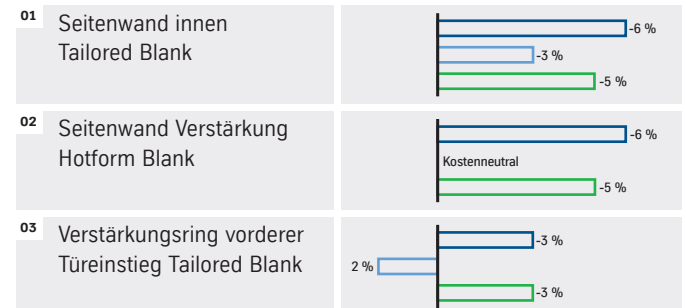 01
Seitenwand innen
Tailored Blank
-6 %
-3 %
-5 %
02
Seitenwand Verstärkung
Hotform Blank
-6 %
Kostenneutral
-5 %
03
Verstärkungsring vorderer
Türeinstieg Tailored Blank
-3 %
2 %
-3 %